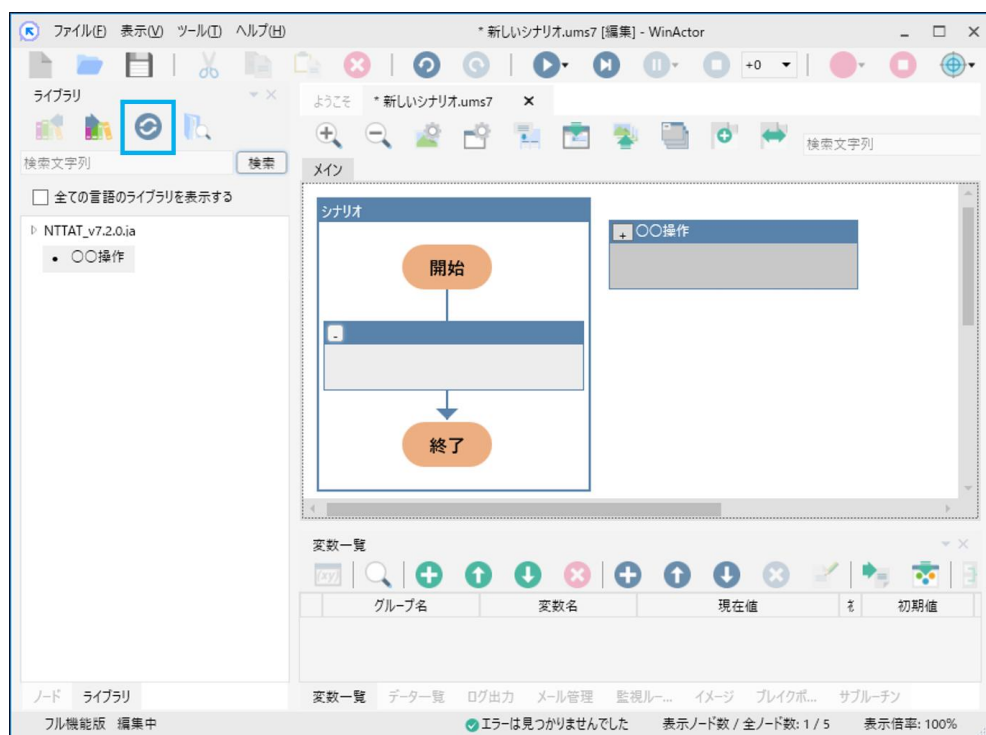 ファイル(F) 表示(V) ツール(T) ヘルプ(H) * 新しいシナリオ.ums7 [編集] - WinActor
+0
ライブラリ
ようこそ * 新しいシナリオ.ums7
検索文字列 検索
検索文字列
メイン
全ての言語のライブラリを表示する
NTTAT_v7.2.0.ja
• 〇〇操作
シナリオ
開始
-
終了
+ 〇〇操作
変数一覧
グループ名 変数名 現在値 初期値
ノード ライブラリ
変数一覧 データ一覧 ログ出力 メール管理 監視ルー... イメージ ブレイクポ... サブルーチン
フル機能版 編集中 エラーは見つかりませんでした 表示ノード数 / 全ノード数: 1 / 5 表示倍率: 100%